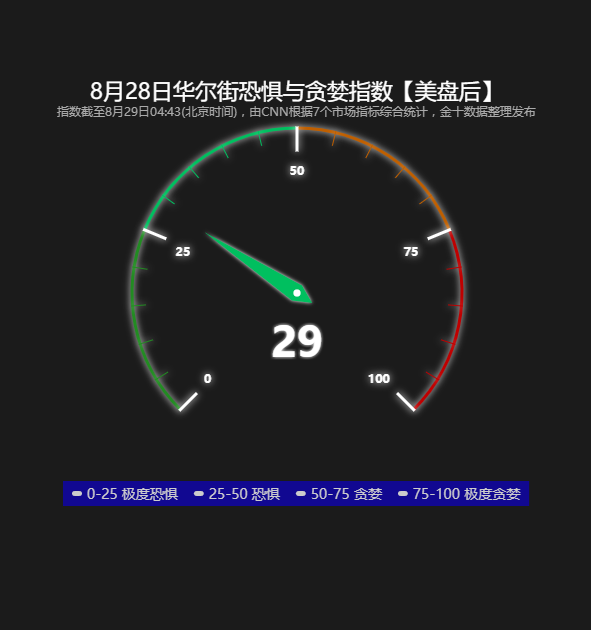 8月28日华尔街恐惧与贪婪指数【美盘后】
指数截至8月29日04:43(北京时间)，由CNN根据7个市场指标综合统计，金十数据整理发布
50
25
75
29
0
100
0-25 极度恐惧 25-50 恐惧 50-75 贪婪 75-100 极度贪婪